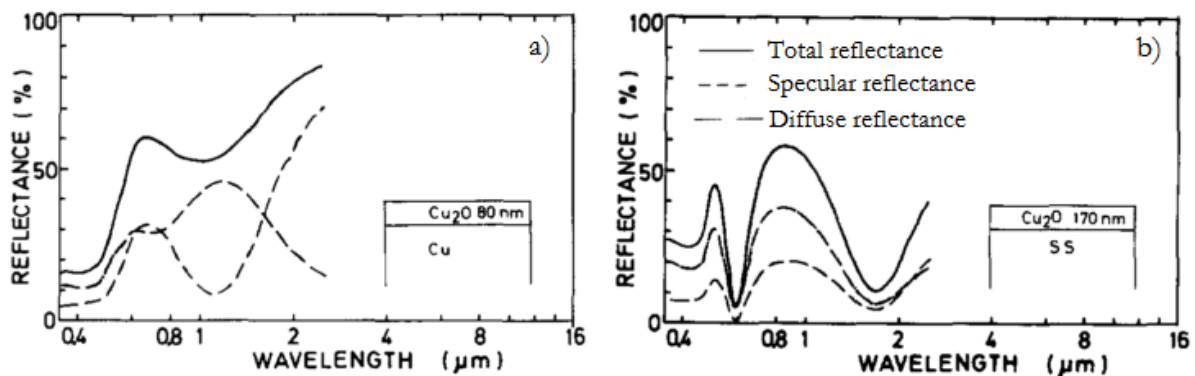 100
a)
REFLECTANCE (%)
50
0
Cu₂O 80 nm
Cu
0.4 0.8 1 2 4 8 16
WAVELENGTH (μm)
100
b)
Total reflectance
Specular reflectance
Diffuse reflectance
REFLECTANCE (%)
50
0
Cu₂O 170 nm
SS
0.4 0.8 1 2 4 8 16
WAVELENGTH (μm)